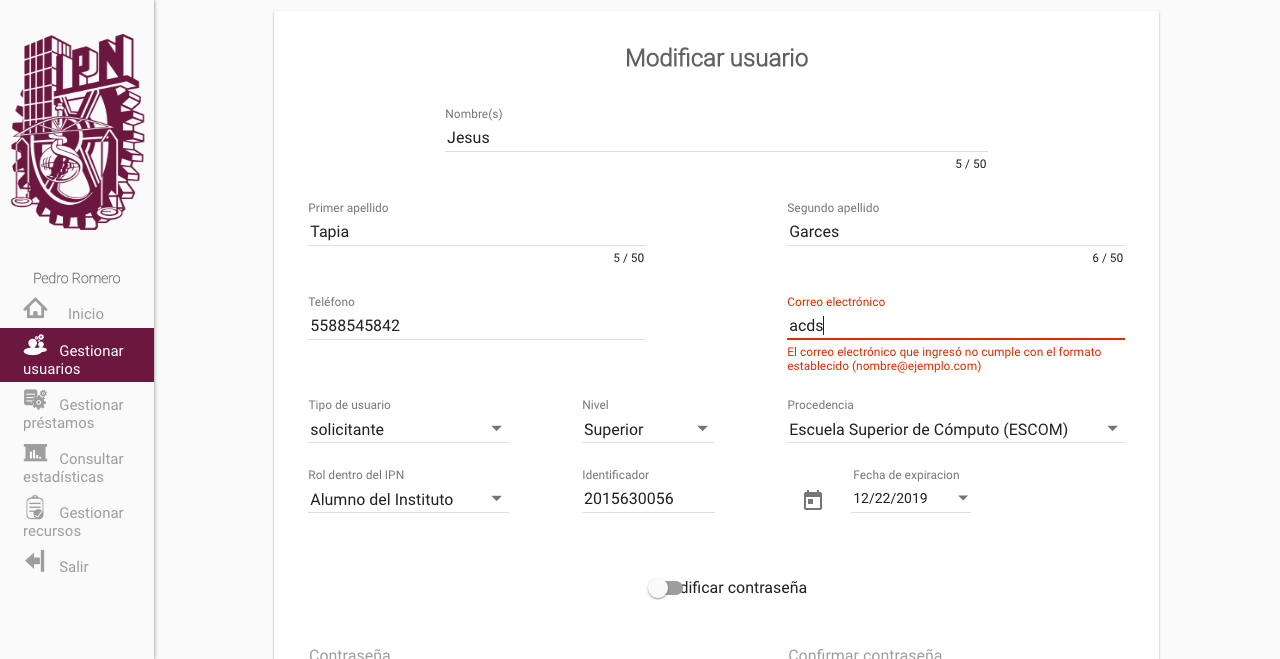 IPN
Pedro Romero
Inicio
Gestionar
usuarios
Gestionar
préstamos
Consultar
estadísticas
Gestionar
recursos
Salir
Modificar usuario
Nombre(s)
Jesus
5 / 50
Primer apellido
Segundo apellido
Tapia
Garces
5 / 50
6 / 50
Teléfono
Correo electrónico
5588545842
acds
El correo electrónico que ingresó no cumple con el formato
establecido (nombre@ejemplo.com)
Tipo de usuario
Nivel
Procedencia
solicitante
Superior
Escuela Superior de Cómputo (ESCOM)
Rol dentro del IPN
Identificador
Fecha de expiracion
Alumno del Instituto
2015630056
12/22/2019
dificar contraseña
Contraseña
Confirmar contraseña